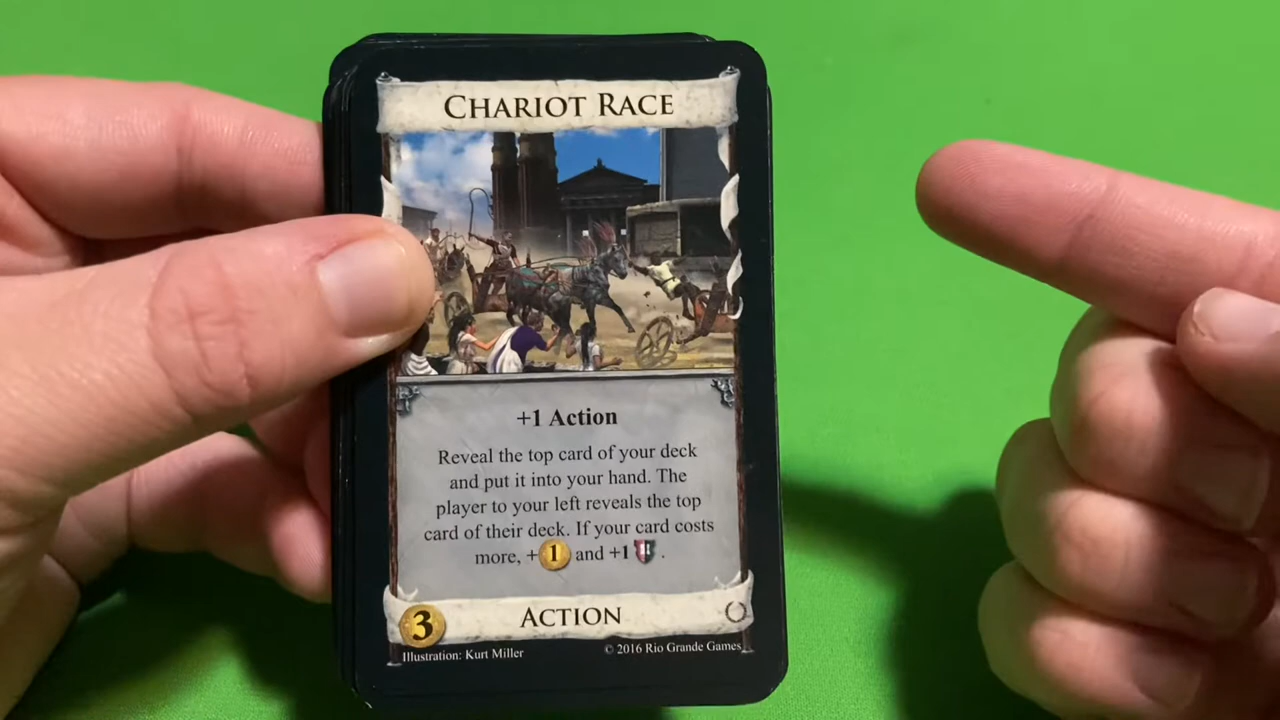 CHARIOT RACE
+1 Action
Reveal the top card of your deck
and put it into your hand. The
player to your left reveals the top
card of their deck. If your card costs
more, +1 and +1 .
3 ACTION
Illustration: Kurt Miller © 2016 Rio Grande Games